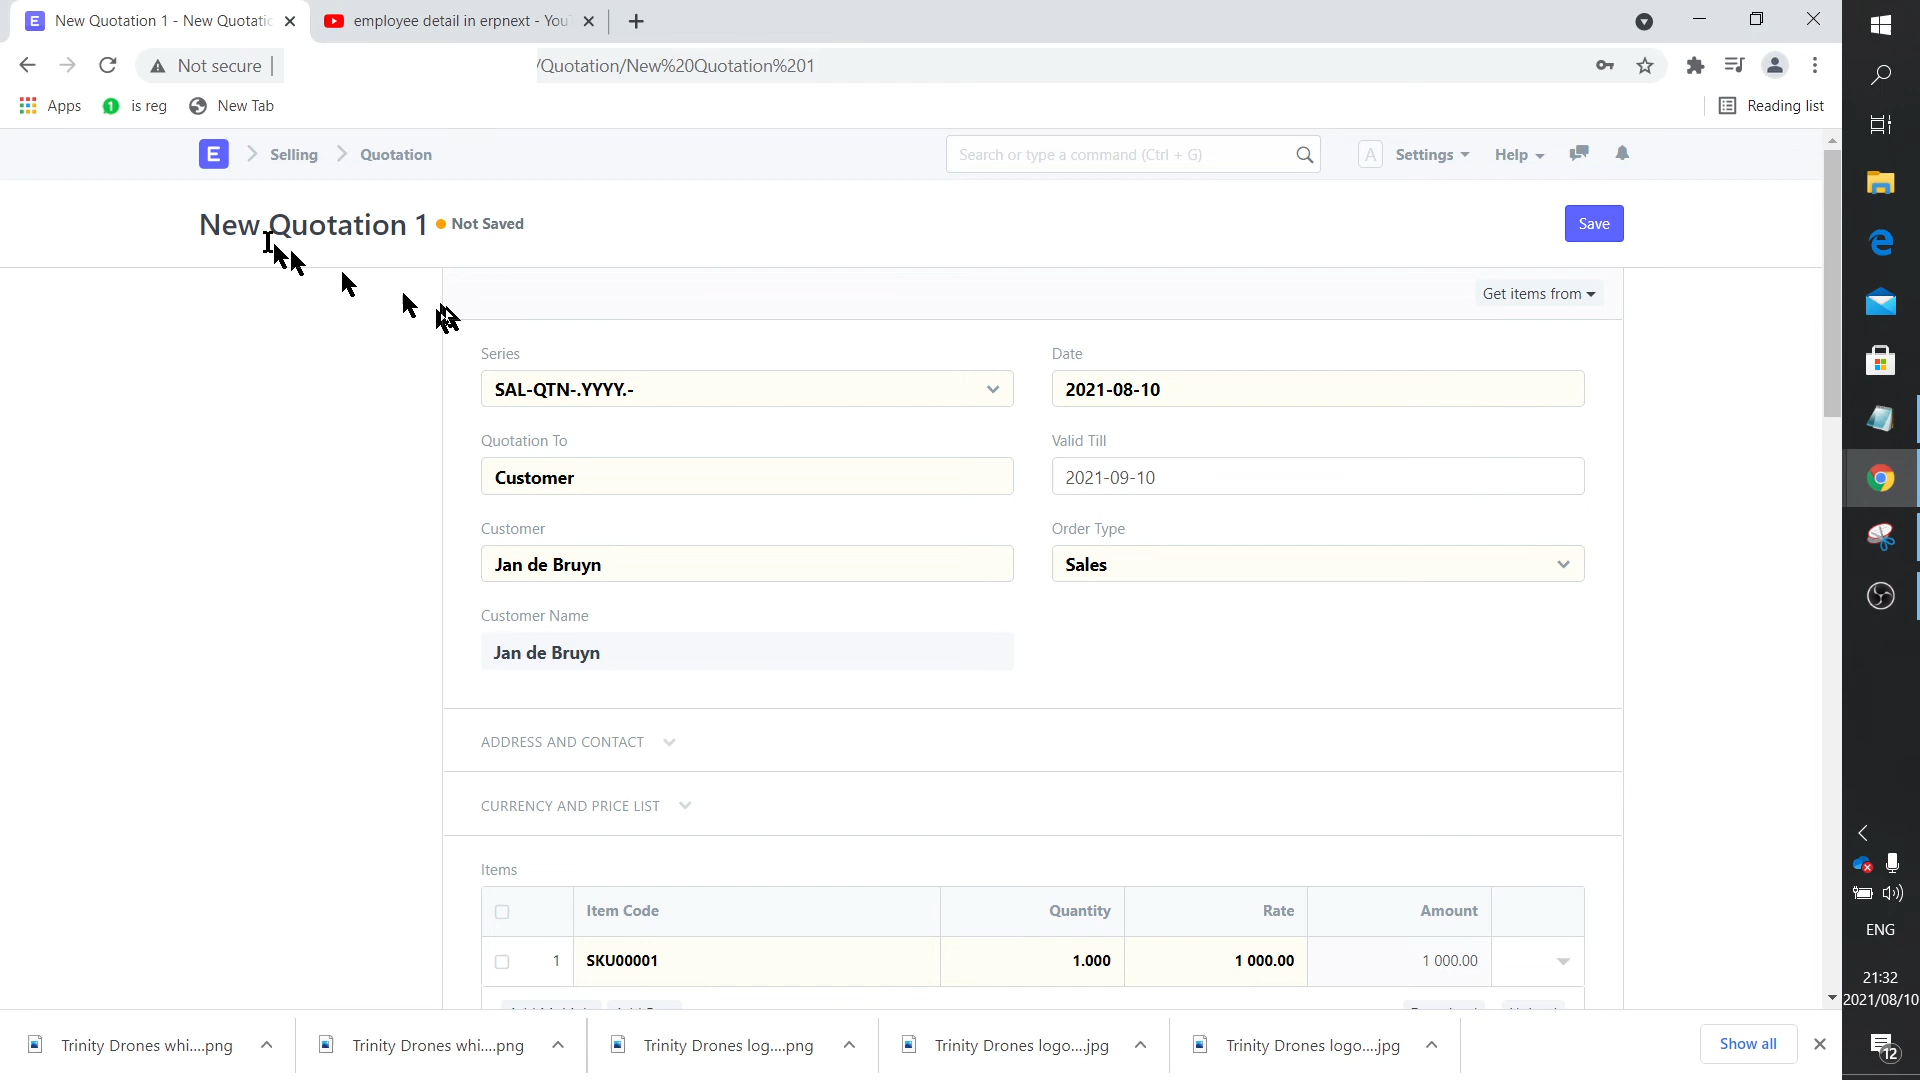 New Quotation 1 - New Quotatic
employee detail in erpnext - You
Not secure
/Quotation/New%20Quotation%201
Apps
1
is reg
New Tab
Reading list
E
Selling
Quotation
Search or type a command (Ctrl + G)
A
Settings
Help
New Quotation 1
Not Saved
Save
Get items from
Series
Date
SAL-QTN-.YYYY.-
2021-08-10
Quotation To
Valid Till
Customer
2021-09-10
Customer
Order Type
Jan de Bruyn
Sales
Customer Name
Jan de Bruyn
ADDRESS AND CONTACT
CURRENCY AND PRICE LIST
Items
Item Code Quantity Rate Amount
1 SKU00001 1.000 1 000.00 1 000.00
Trinity Drones whi....png
Trinity Drones whi....png
Trinity Drones log....png
Trinity Drones logo....jpg
Trinity Drones logo....jpg
Show all
ENG
21:32
2021/08/10
12